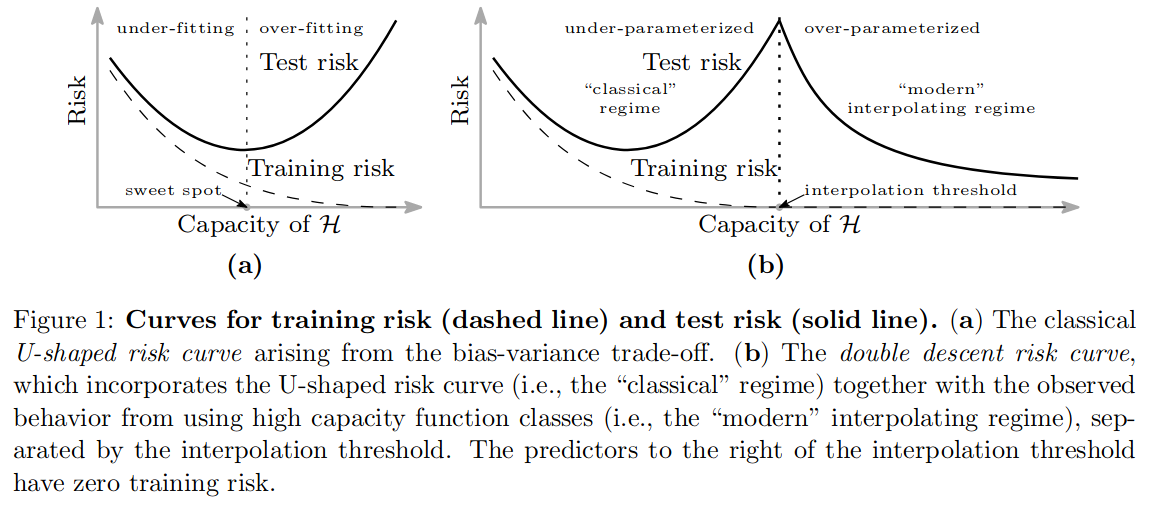 under-fitting over-fitting
Test risk
Risk
Training risk
sweet spot
Capacity of ℋ
(a)
under-parameterized over-parameterized
Test risk
“classical”
regime
“modern”
interpolating regime
Risk
Training risk
interpolation threshold
Capacity of ℋ
(b)
Figure 1: Curves for training risk (dashed line) and test risk (solid line). (a) The classical
U-shaped risk curve arising from the bias-variance trade-off. (b) The double descent risk curve,
which incorporates the U-shaped risk curve (i.e., the “classical” regime) together with the observed
behavior from using high capacity function classes (i.e., the “modern” interpolating regime), sep-
arated by the interpolation threshold. The predictors to the right of the interpolation threshold
have zero training risk.